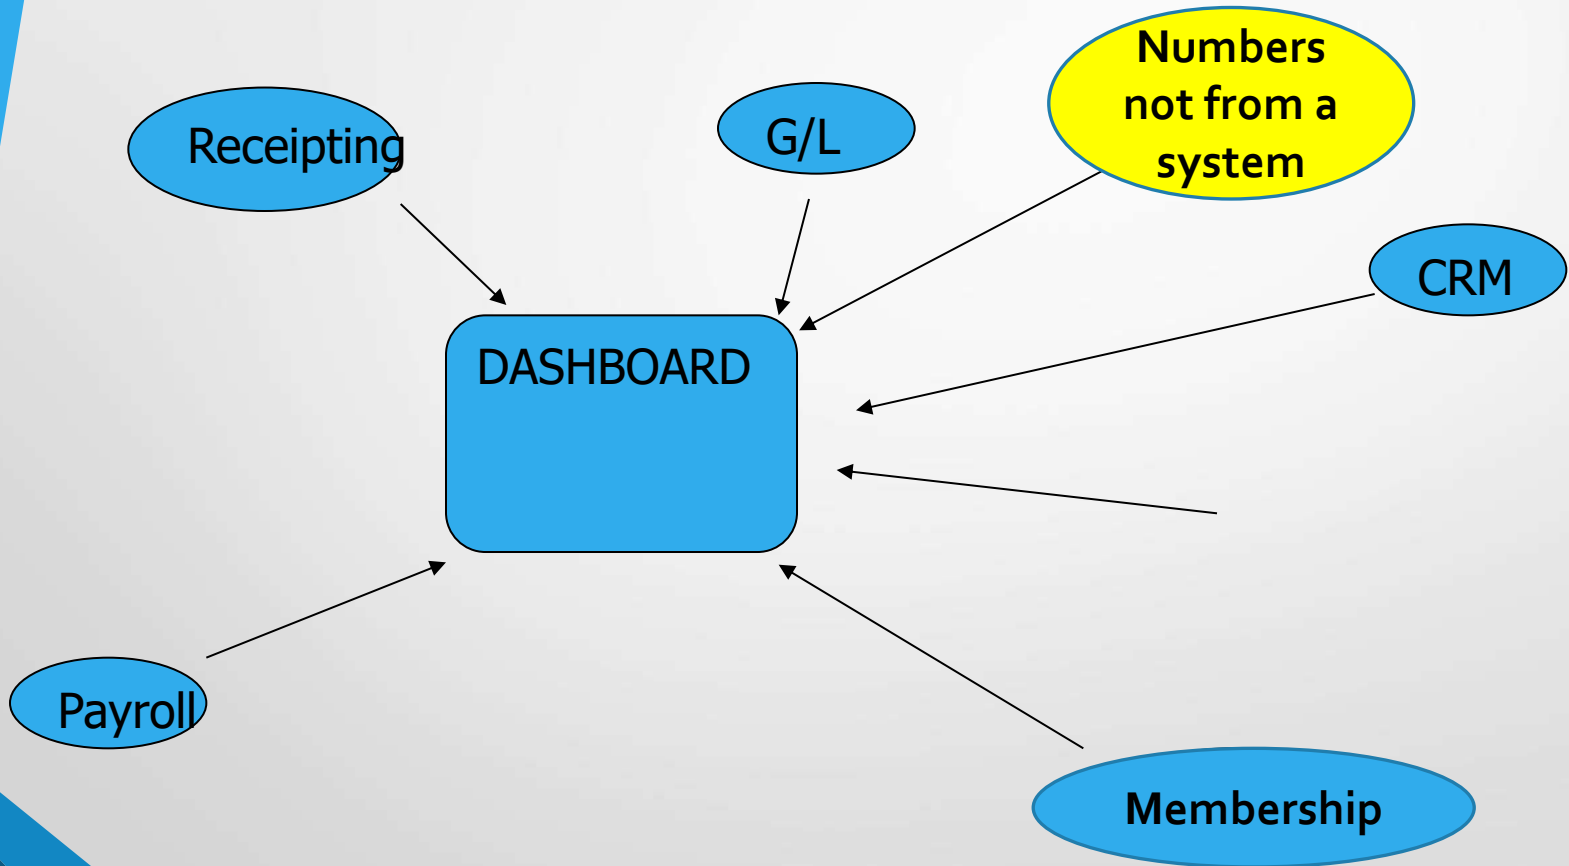 Numbers
not from a
system
Receipting
G/L
CRM
DASHBOARD
Payroll
Membership